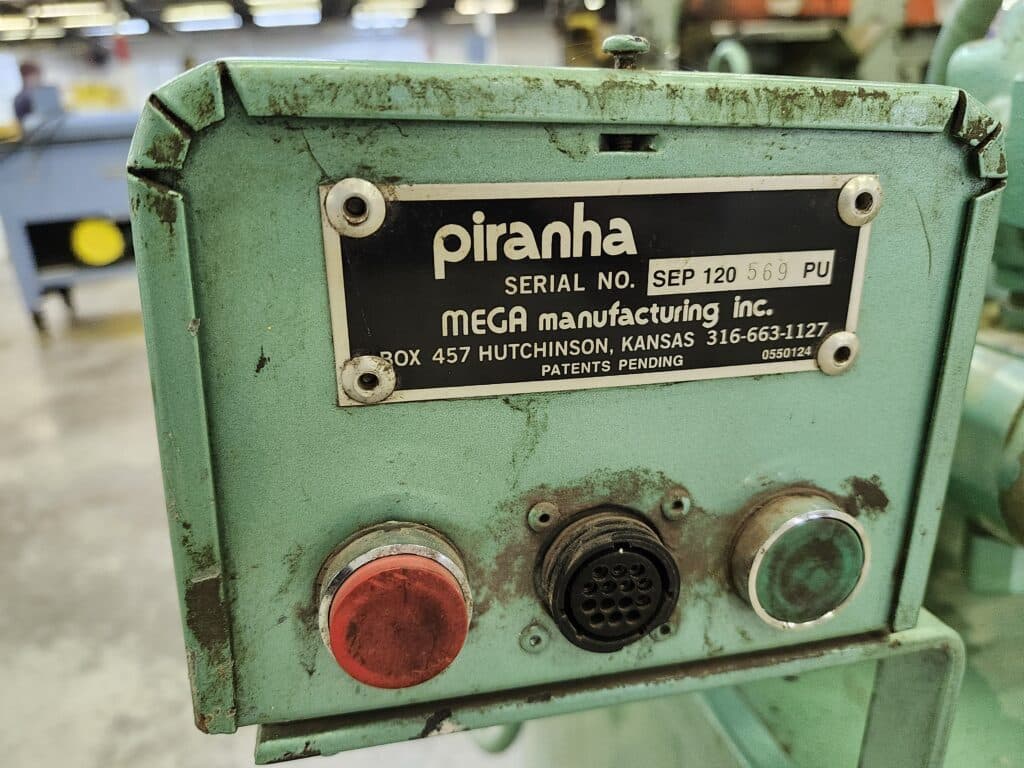 piranha
SERIAL NO. SEP 120 569 PU
MEGA manufacturing inc.
BOX 457 HUTCHINSON, KANSAS 316-663-1127
PATENTS PENDING 0550124